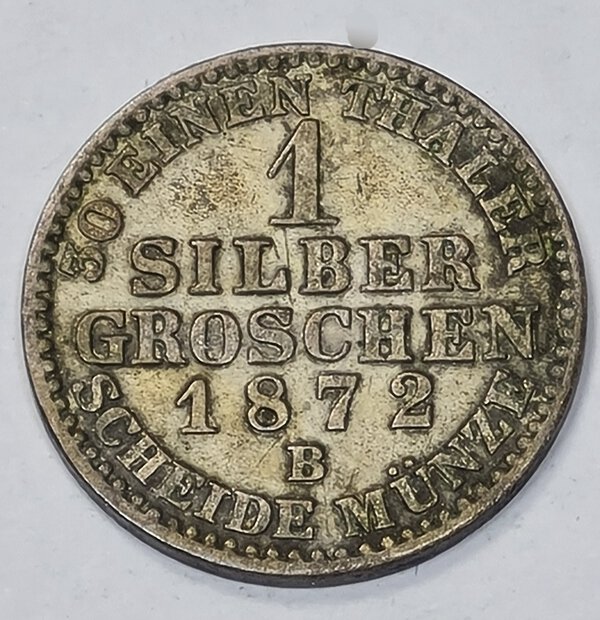 30 EINEN THALER
1
SILBER
GROSCHEN
1872
B
SCHEIDE MÜNZE